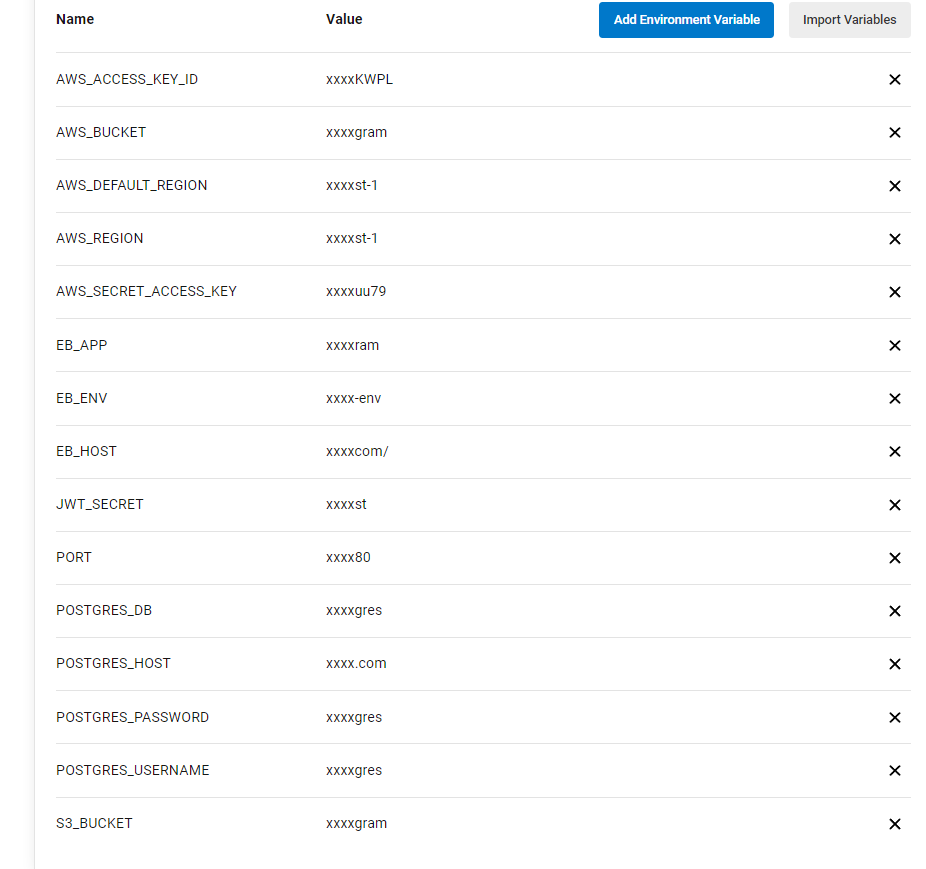 Name Value Add Environment Variable Import Variables
AWS_ACCESS_KEY_ID xxxxKWPL
AWS_BUCKET xxxxgram
AWS_DEFAULT_REGION xxxxst-1
AWS_REGION xxxxst-1
AWS_SECRET_ACCESS_KEY xxxxuu79
EB_APP xxxxram
EB_ENV xxxx-env
EB_HOST xxxxcom/
JWT_SECRET xxxxst
PORT xxxx80
POSTGRES_DB xxxxgres
POSTGRES_HOST xxxx.com
POSTGRES_PASSWORD xxxxgres
POSTGRES_USERNAME xxxxgres
S3_BUCKET xxxxgram